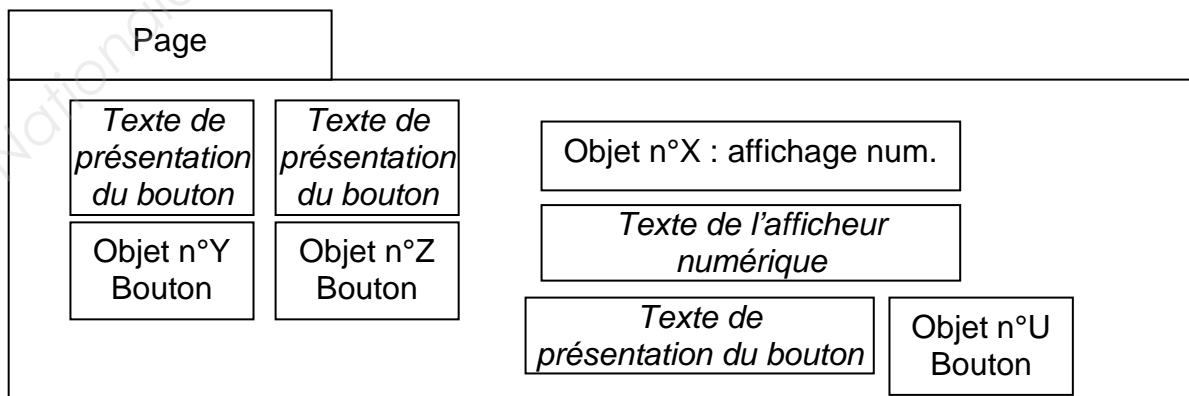 National
Page
Texte de
présentation
du bouton
Texte de
présentation
du bouton
Objet n°X : affichage num.
Texte de l'afficheur
numérique
Objet n°Y
Bouton
Objet n°Z
Bouton
Texte de
présentation du bouton
Objet n°U
Bouton